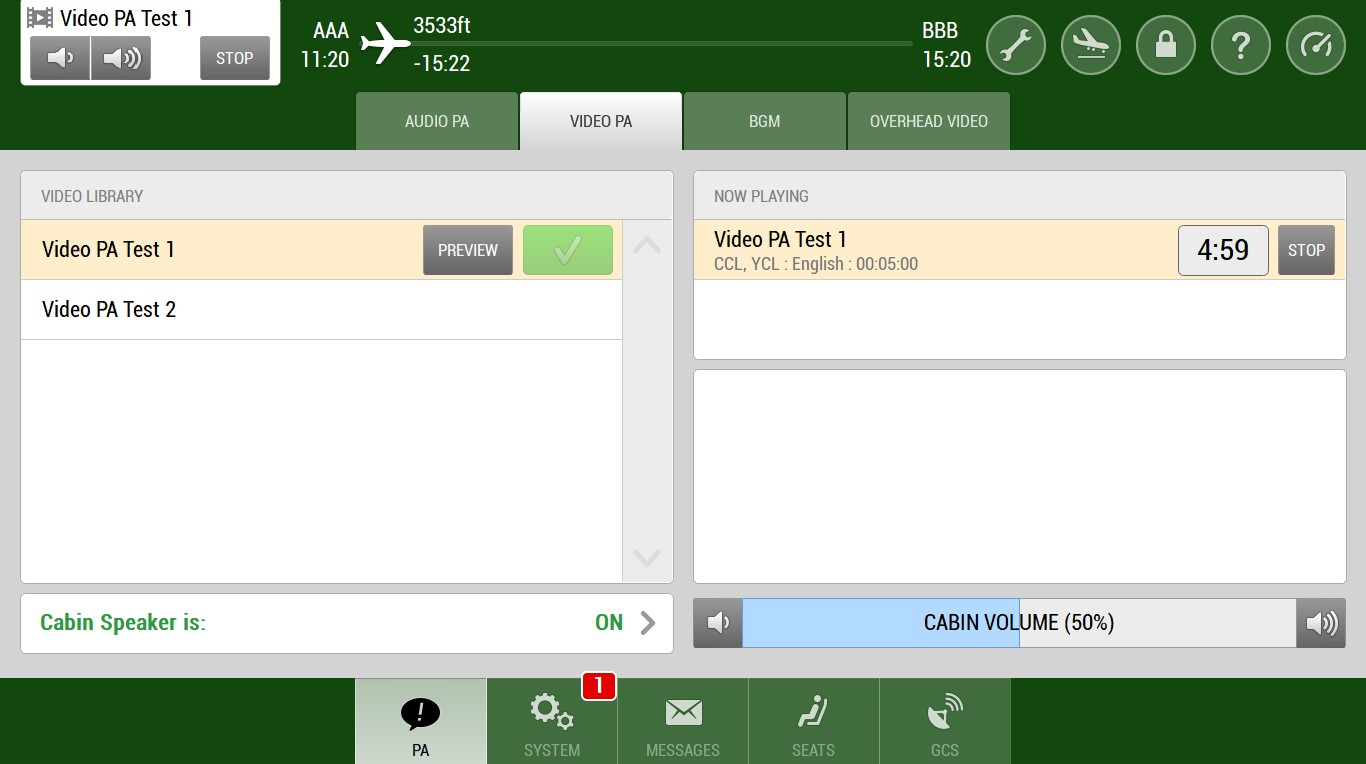 Video PA Test 1
STOP
AAA
11:20
3533ft
-15:22
BBB
15:20
?
AUDIO PA
VIDEO PA
BGM
OVERHEAD VIDEO
VIDEO LIBRARY
Video PA Test 1
PREVIEW
Video PA Test 2
NOW PLAYING
Video PA Test 1
CCL, YCL : English : 00:05:00
4:59
STOP
Cabin Speaker is:
ON
CABIN VOLUME (50%)
!
PA
1
SYSTEM
MESSAGES
SEATS
GCS